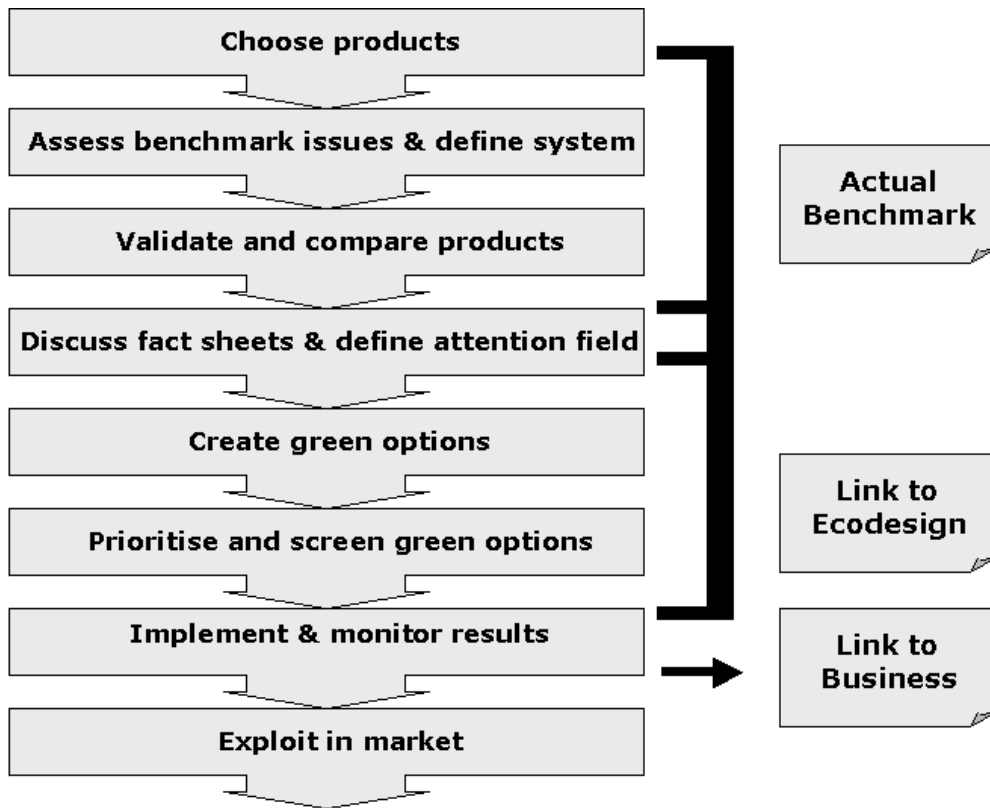 Choose products
Assess benchmark issues & define system
Validate and compare products
Discuss fact sheets & define attention field
Create green options
Prioritise and screen green options
Implement & monitor results
Exploit in market
Actual
Benchmark
Link to
Ecodesign
Link to
Business